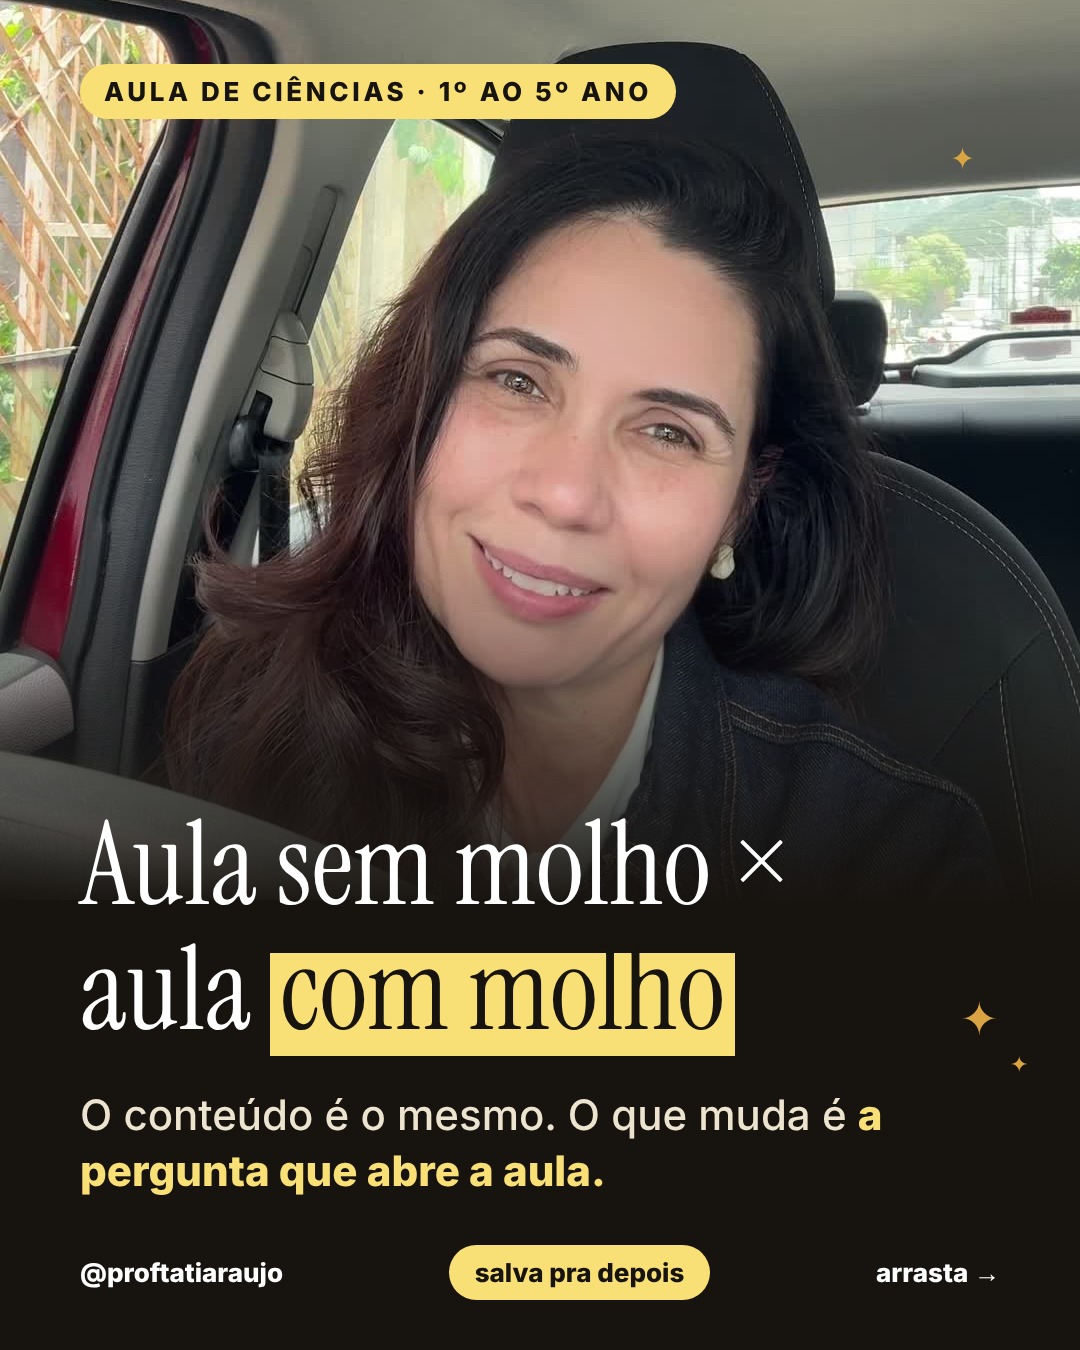 AULA DE CIÊNCIAS · 1º AO 5º ANO
Aula sem molho ×
aula com molho
O conteúdo é o mesmo. O que muda é a
pergunta que abre a aula.
@proftatiaraujo
salva pra depois
arrasta →